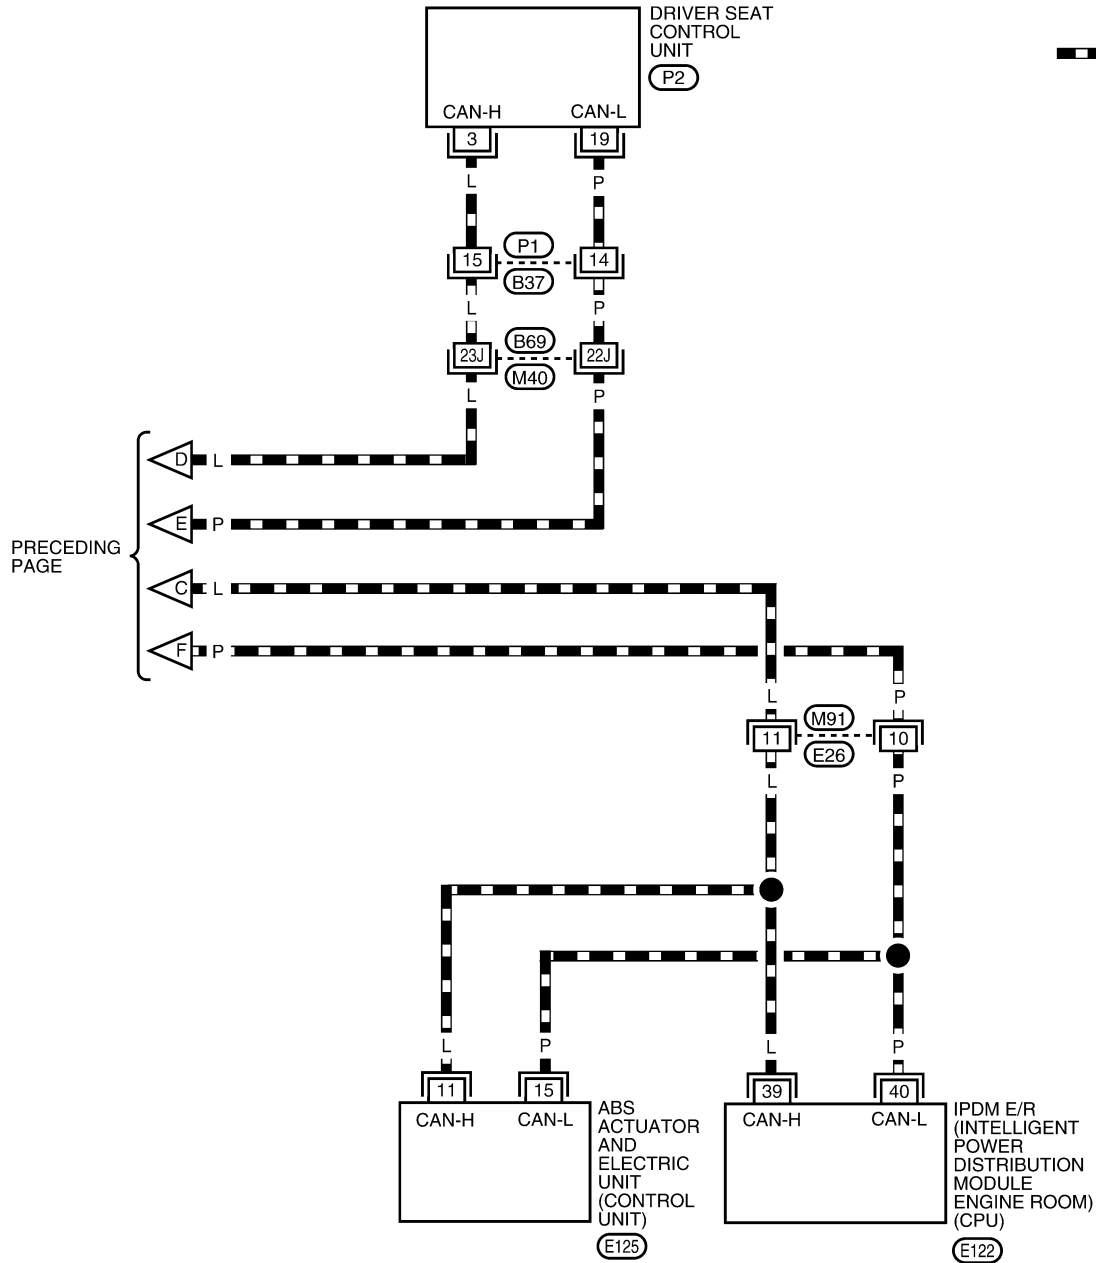 DRIVER SEAT
CONTROL
UNIT
P2
CAN-H CAN-L
3 19
L P
P1
15 14
B37
L P
B69
23J 22J
M40
L P
D L
E P
PRECEDING
PAGE
C L
F P
L P
M91
11 10
E26
L P
L P L P
11 15 39 40
CAN-H CAN-L
ABS
ACTUATOR
AND
ELECTRIC
UNIT
(CONTROL
UNIT)
E125
CAN-H CAN-L
IPDM E/R
(INTELLIGENT
POWER
DISTRIBUTION
MODULE
ENGINE ROOM)
(CPU)
E122